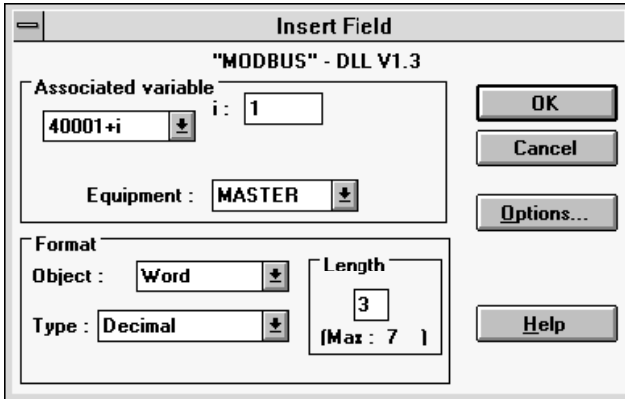 Insert Field
"MODBUS" - DLL V1.3
Associated variable
40001+i
i : 1
Equipment : MASTER
OK
Cancel
Options...
Format
Object : Word
Type : Decimal
Length
3
(Max : 7 )
Help